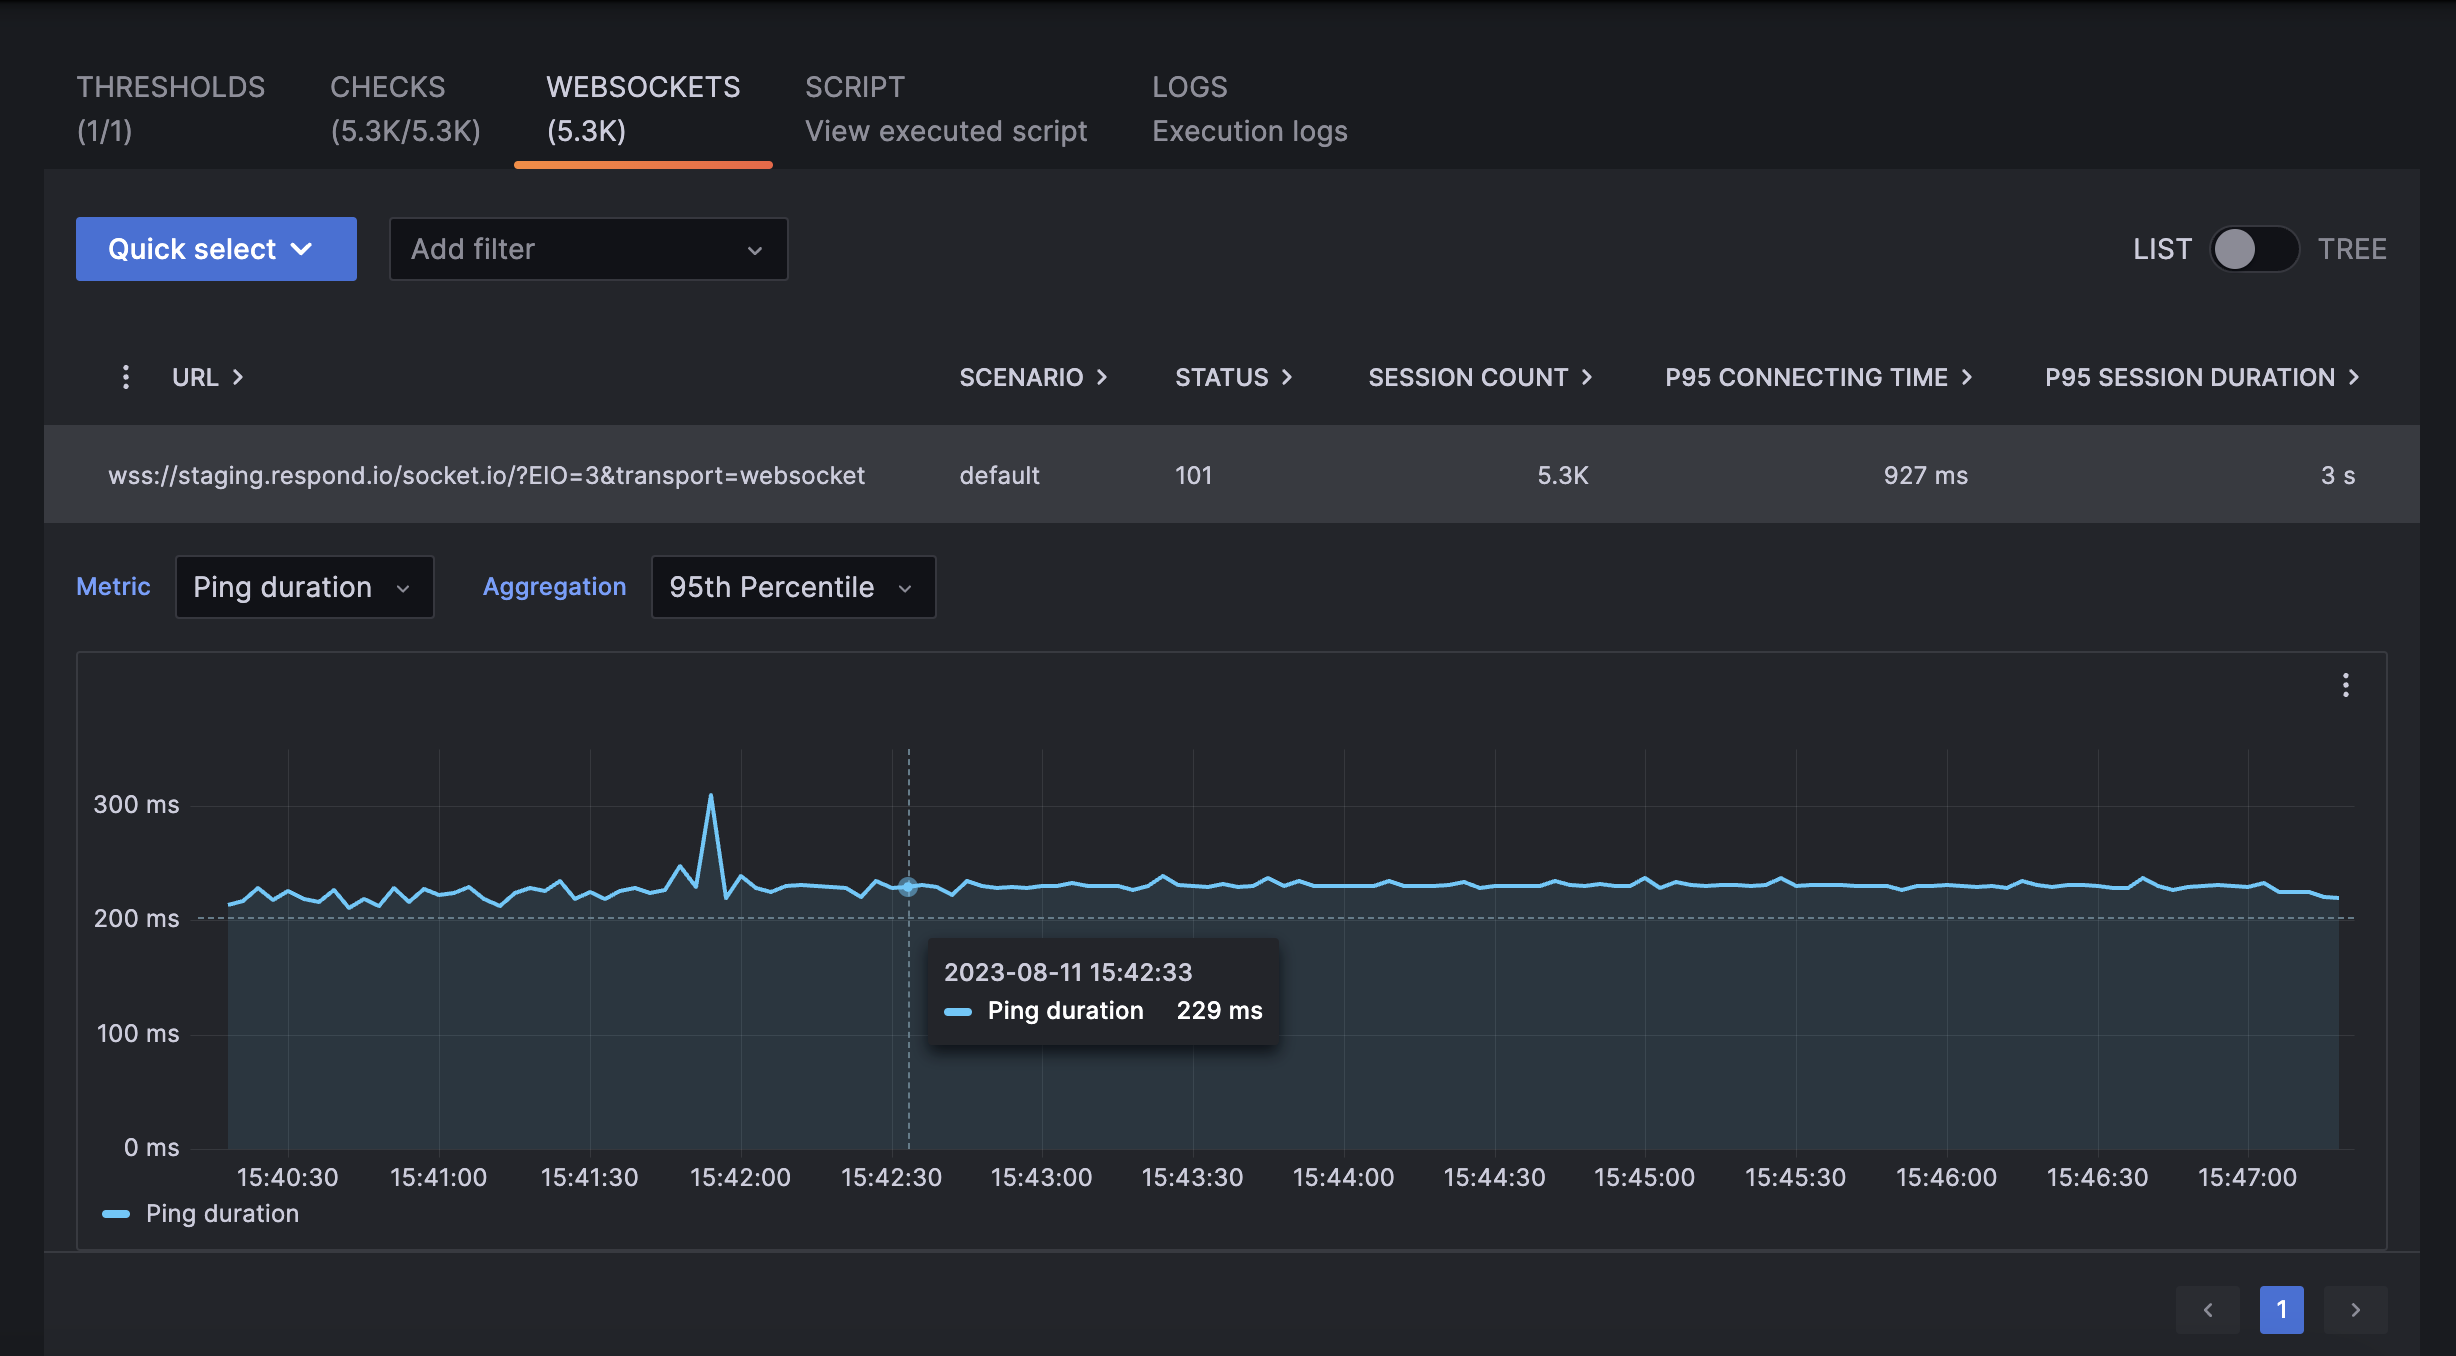 THRESHOLDS CHECKS WEBSOCKETS SCRIPT LOGS
(1/1) (5.3K/5.3K) (5.3K) View executed script Execution logs
Quick select Add filter LIST TREE
URL SCENARIO STATUS SESSION COUNT P95 CONNECTING TIME P95 SESSION DURATION
wss://staging.respond.io/socket.io/?EIO=3&transport=websocket default 101 5.3K 927 ms 3 s
Metric Ping duration Aggregation 95th Percentile
300 ms
200 ms
2023-08-11 15:42:33
Ping duration 229 ms
100 ms
0 ms
15:40:30 15:41:00 15:41:30 15:42:00 15:42:30 15:43:00 15:43:30 15:44:00 15:44:30 15:45:00 15:45:30 15:46:00 15:46:30 15:47:00
Ping duration
1